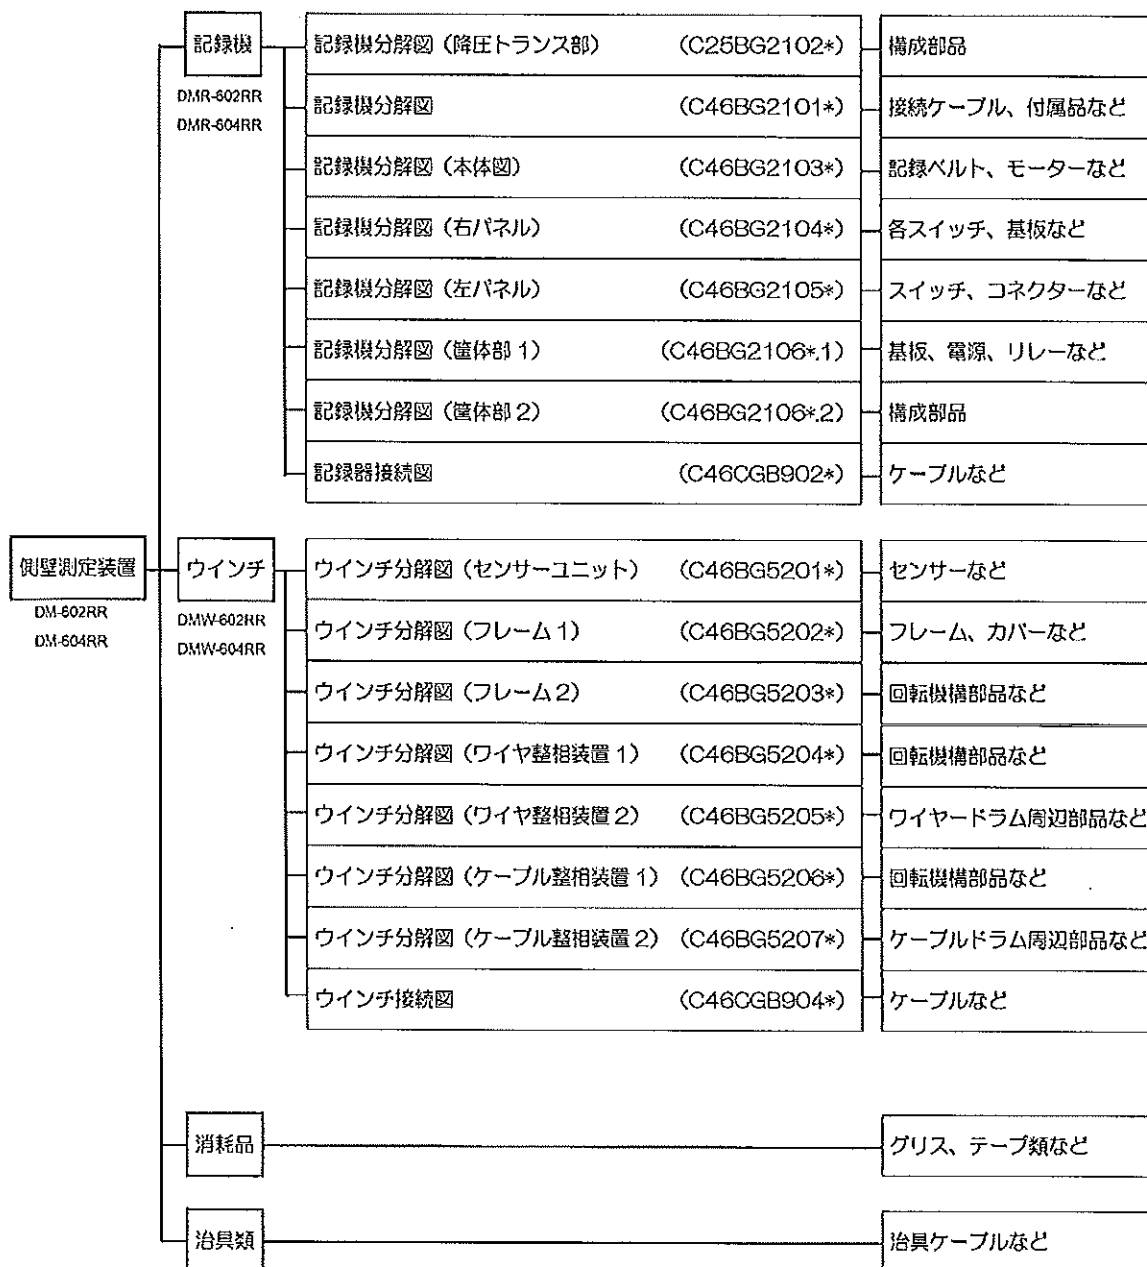 記録機
DMR-602RR
DMR-604RR
記録機分解図（降圧トランス部） （C25BG2102*） 構成部品
記録機分解図 （C46BG2101*） 接続ケーブル、付属品など
記録機分解図（本体図） （C46BG2103*） 記録ベルト、モーターなど
記録機分解図（右パネル） （C46BG2104*） 各スイッチ、基板など
記録機分解図（左パネル） （C46BG2105*） スイッチ、コネクターなど
記録機分解図（筐体部1） （C46BG2106*.1） 基板、電源、リレーなど
記録機分解図（筐体部2） （C46BG2106*.2） 構成部品
記録器接続図 （C46CGB902*） ケーブルなど
側壁測定装置
DM-602RR
DM-604RR
ウインチ
DMW-602RR
DMW-604RR
ウインチ分解図（センサーユニット） （C46BG5201*） センサーなど
ウインチ分解図（フレーム1） （C46BG5202*） フレーム、カバーなど
ウインチ分解図（フレーム2） （C46BG5203*） 回転機構部品など
ウインチ分解図（ワイヤ整相装置1） （C46BG5204*） 回転機構部品など
ウインチ分解図（ワイヤ整相装置2） （C46BG5205*） ワイヤードラム周辺部品など
ウインチ分解図（ケーブル整相装置1） （C46BG5206*） 回転機構部品など
ウインチ分解図（ケーブル整相装置2） （C46BG5207*） ケーブルドラム周辺部品など
ウインチ接続図 （C46CGB904*） ケーブルなど
消耗品 グリス、テープ類など
治具類 治具ケーブルなど